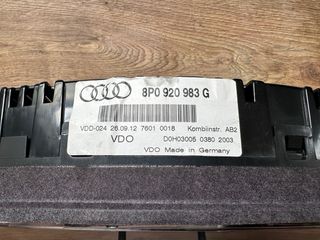 8P0 920 983 G
VDD-024 26.09.12 7601 0018 Kombiinstr. AB2
VDO D0H03005 0380 2003
VDO Made in Germany